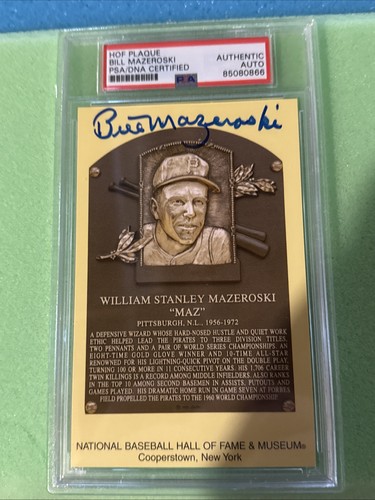 HOF PLAQUE
BILL MAZEROSKI
PSA/DNA CERTIFIED
AUTHENTIC
AUTO
85080866
PSA
Bill Mazeroski
P B
WILLIAM STANLEY MAZEROSKI
"MAZ"
PITTSBURGH, N.L., 1956-1972
A DEFENSIVE WIZARD WHOSE HARD-NOSED HUSTLE AND QUIET WORK
ETHIC HELPED LEAD THE PIRATES TO THREE DIVISION TITLES,
TWO PENNANTS AND A PAIR OF WORLD SERIES CHAMPIONSHIPS. AN
EIGHT-TIME GOLD GLOVE WINNER AND 10-TIME ALL-STAR
RENOWNED FOR HIS LIGHTNING-QUICK PIVOT ON THE DOUBLE PLAY,
TURNING 100 OR MORE IN 11 CONSECUTIVE YEARS. HIS 1,706 CAREER
TWIN KILLINGS IS A RECORD AMONG MIDDLE INFIELDERS. ALSO RANKS
IN THE TOP 10 AMONG SECOND BASEMEN IN ASSISTS, PUTOUTS AND
GAMES PLAYED. HIS DRAMATIC HOME RUN IN GAME SEVEN AT FORBES
FIELD PROPELLED THE PIRATES TO THE 1960 WORLD CHAMPIONSHIP.
NATIONAL BASEBALL HALL OF FAME & MUSEUM®
Cooperstown, New York